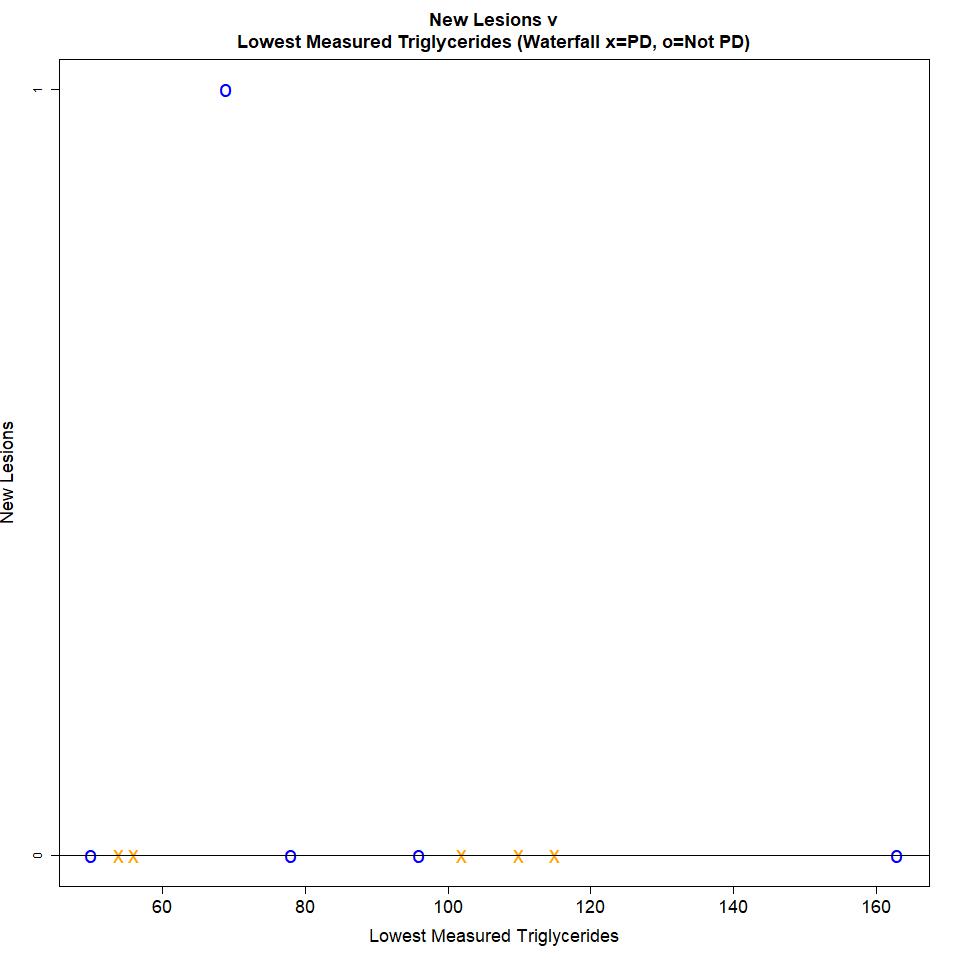 New Lesions v
Lowest Measured Triglycerides (Waterfall x=PD, o=Not PD)
1
o
New Lesions
0
o x x o o x x x o
60 80 100 120 140 160
Lowest Measured Triglycerides